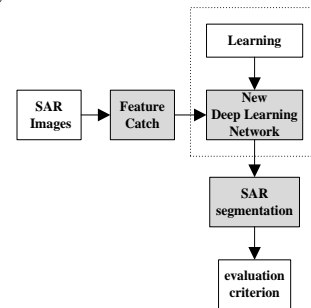 Learning
SAR
Images
Feature
Catch
New
Deep Learning
Network
SAR
segmentation
evaluation
criterion